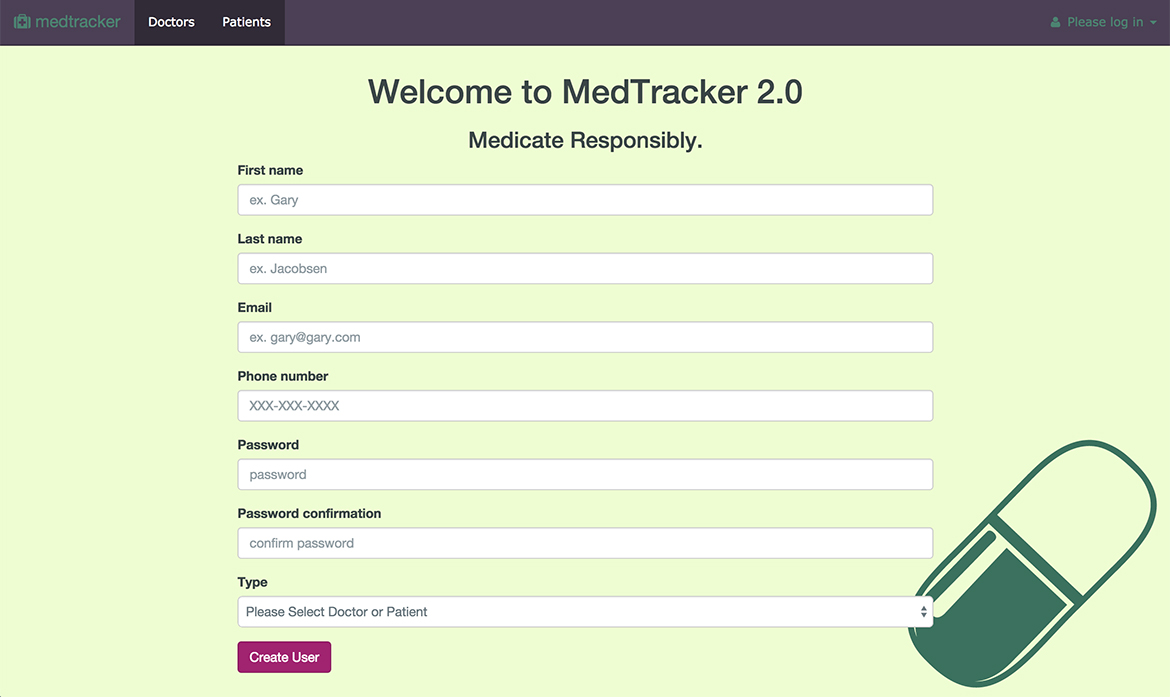 medtracker Doctors Patients Please log in
Welcome to MedTracker 2.0
Medicate Responsibly.
First name
ex. Gary
Last name
ex. Jacobsen
Email
ex. gary@gary.com
Phone number
XXX-XXX-XXXX
Password
password
Password confirmation
confirm password
Type
Please Select Doctor or Patient
Create User